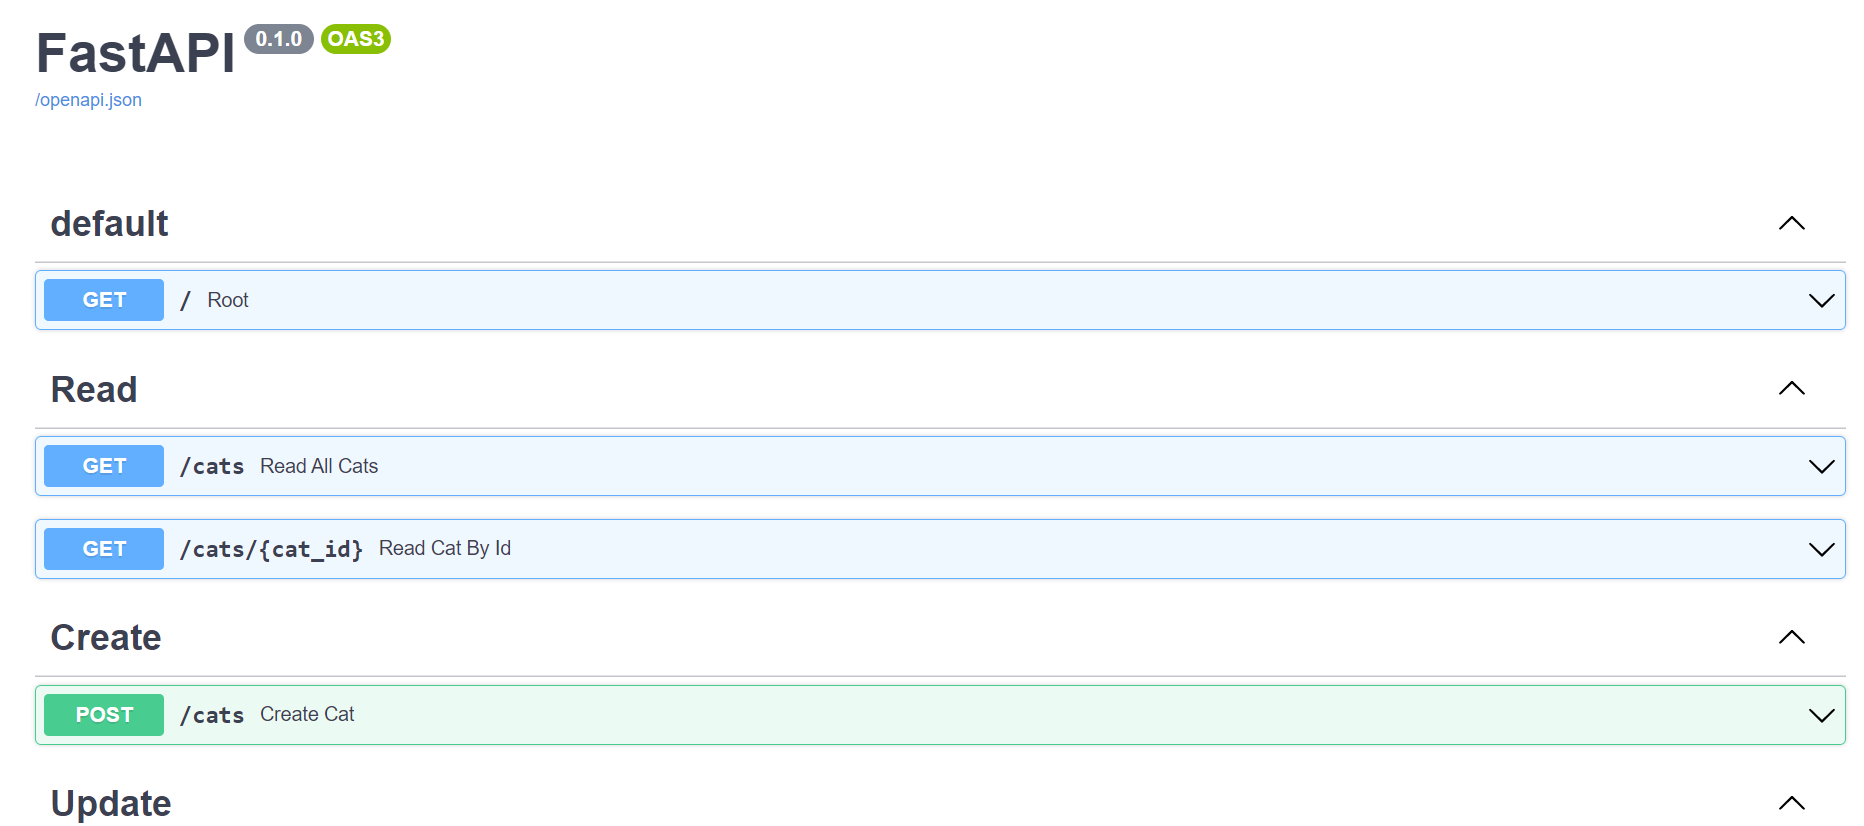 FastAPI 0.1.0 OAS3
/openapi.json
default
GET / Root
Read
GET /cats Read All Cats
GET /cats/{cat_id} Read Cat By Id
Create
POST /cats Create Cat
Update